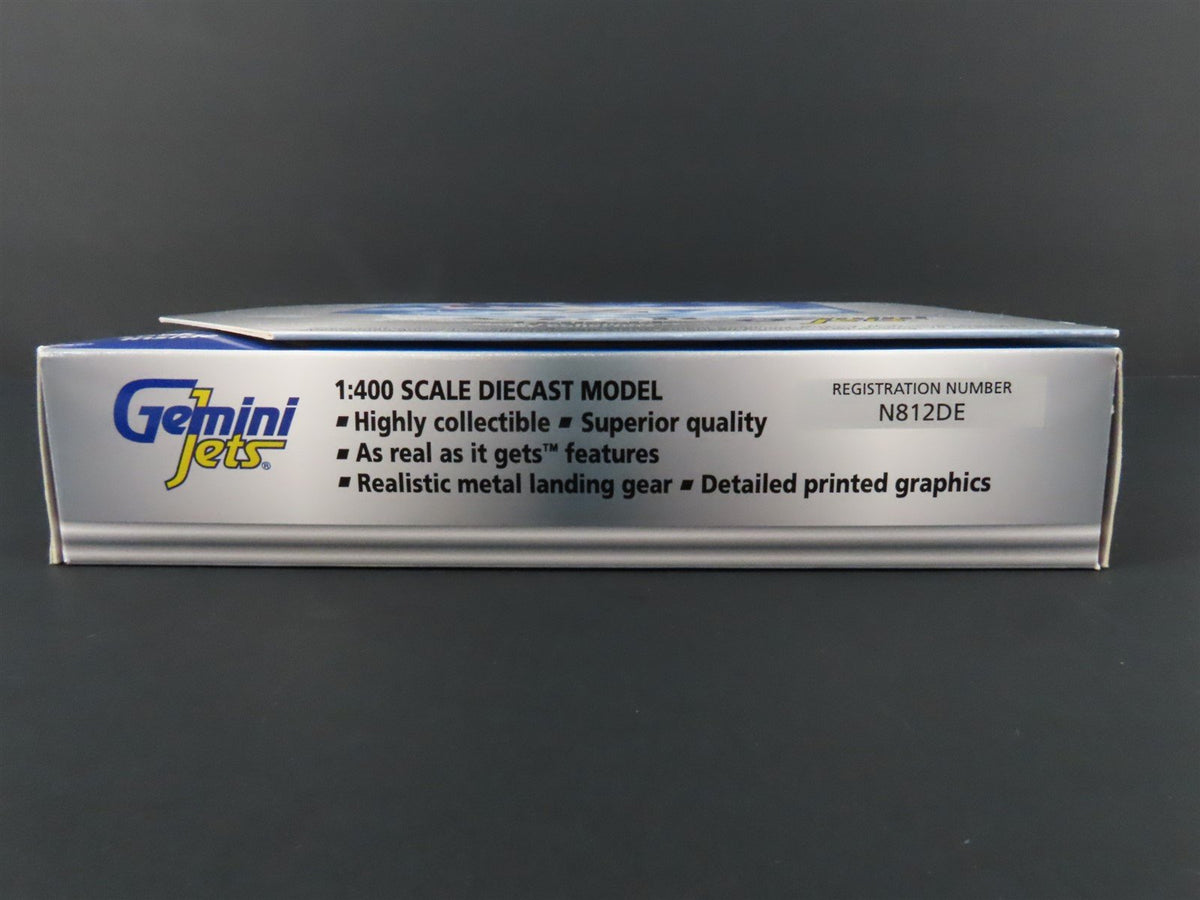 Gemini
Jets®
1:400 SCALE DIECAST MODEL
▪ Highly collectible ▪ Superior quality
▪ As real as it gets™ features
▪ Realistic metal landing gear ▪ Detailed printed graphics
REGISTRATION NUMBER
N812DE